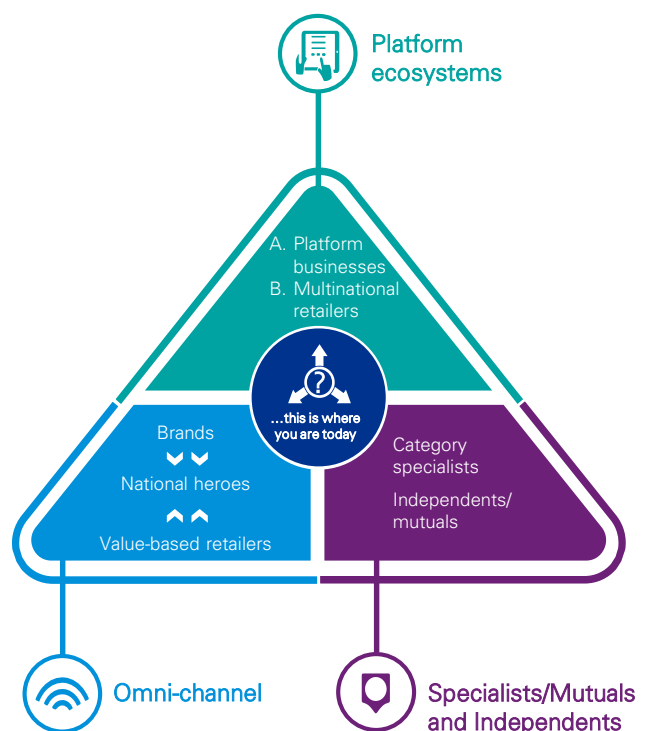 Platform
ecosystems
A. Platform
businesses
B. Multinational
retailers
?
...this is where
you are today
Brands
National heroes
Value-based retailers
Category
specialists
Independents/
mutuals
Omni-channel
Specialists/Mutuals
and Independents